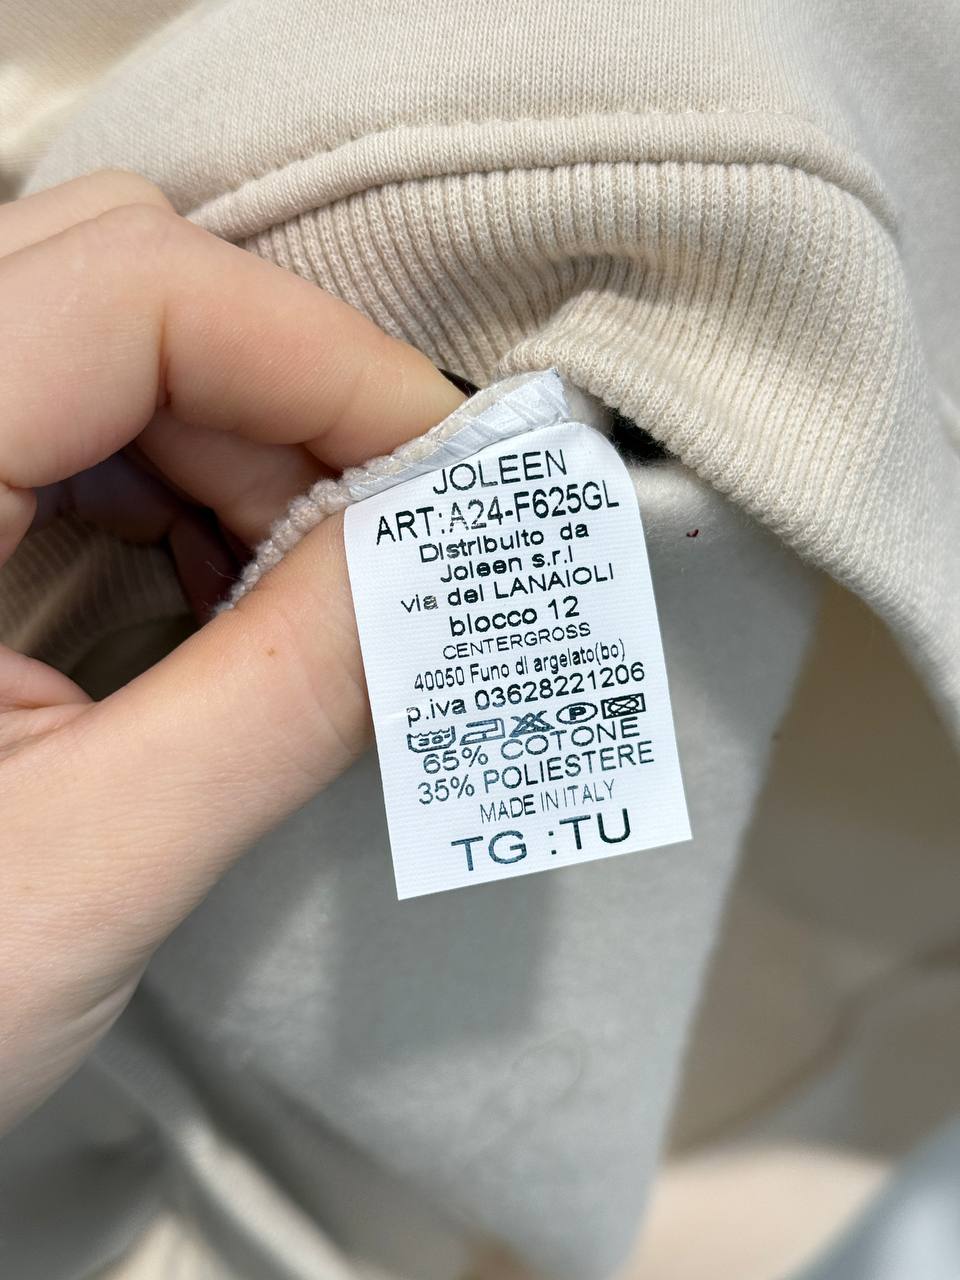 JOLEEN
ART:A24-F625GL
Distribuito da
Joleen s.r.l
via dei LANAIOLI
blocco 12
CENTERGROSS
40050 Funo di argelato(bo)
p.iva 03628221206
30° P
65% COTONE
35% POLIESTERE
MADE IN ITALY
TG :TU